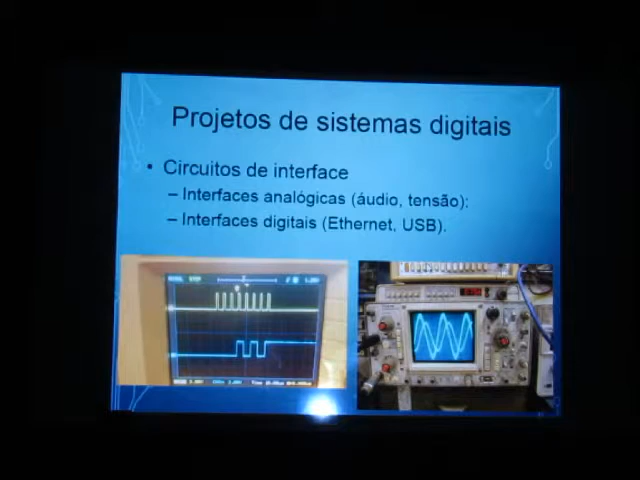 Projetos de sistemas digitais
• Circuitos de interface
– Interfaces analógicas (áudio, tensão):
– Interfaces digitais (Ethernet, USB).